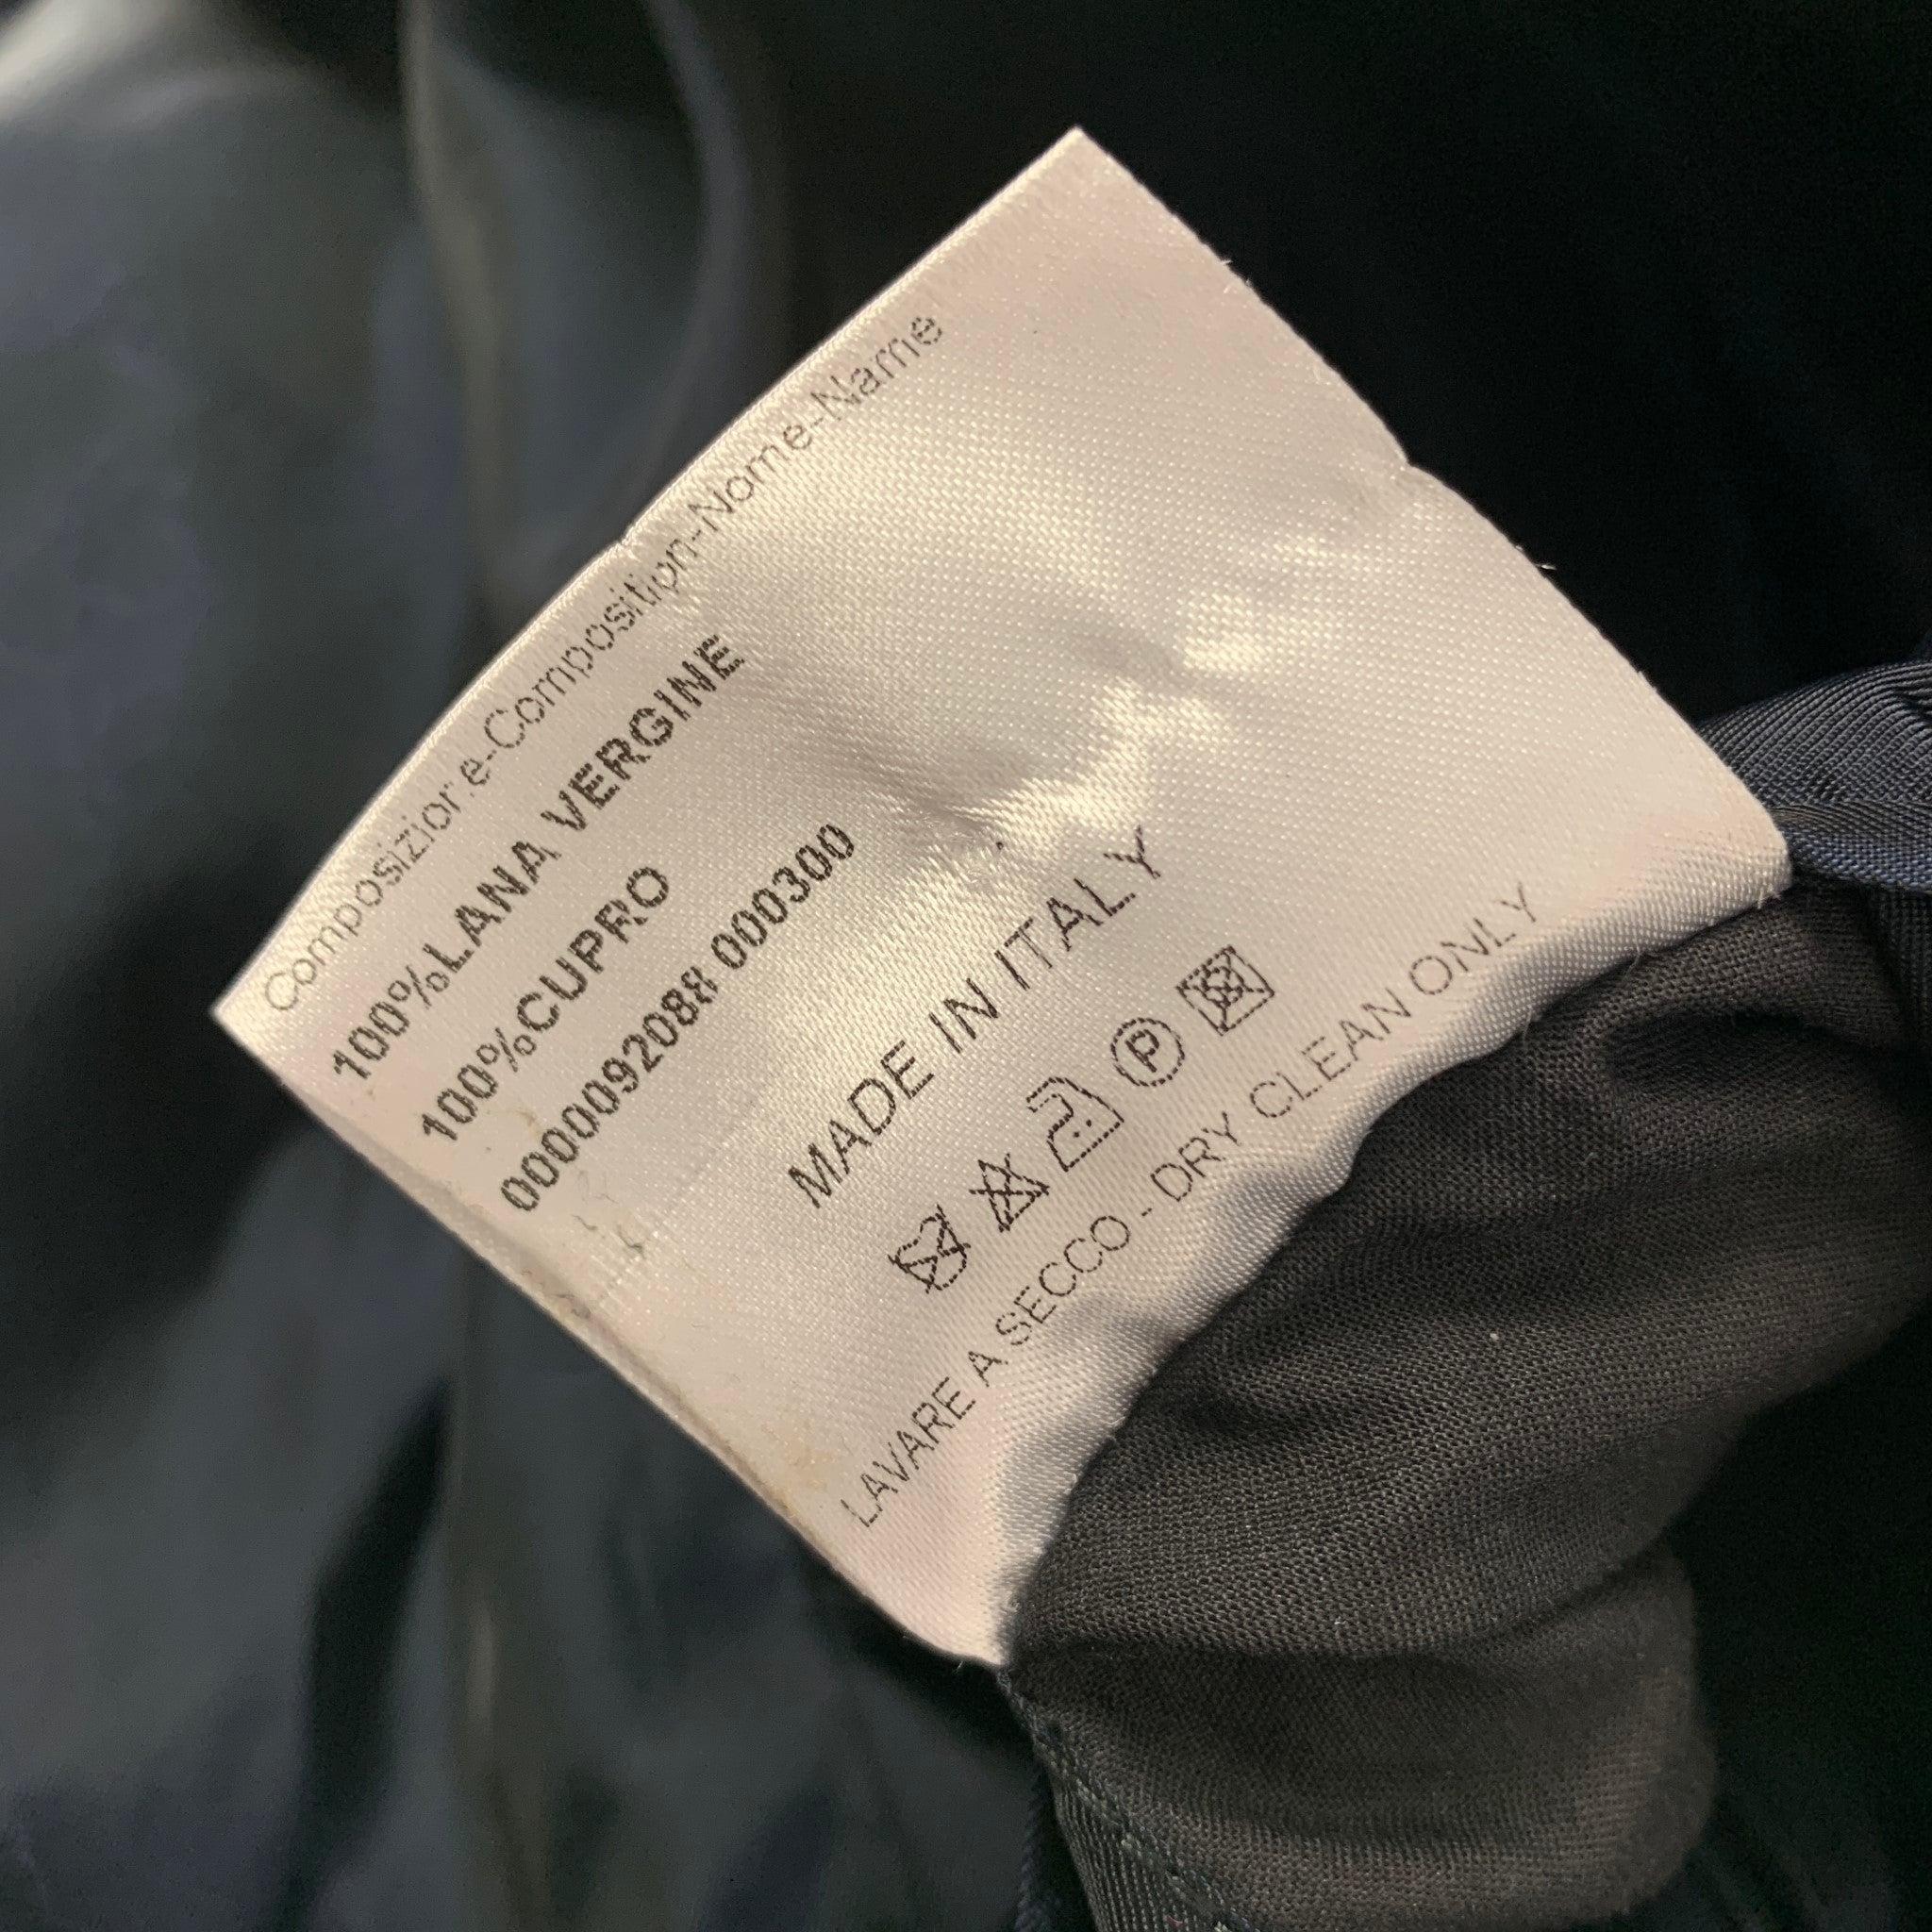 Composizione-Composition-Nome-Name
100%LANA VERGINE
100%CUPRO
0000092088 000300
MADE IN ITALY
P
LAVARE A SECCO - DRY CLEAN ONLY